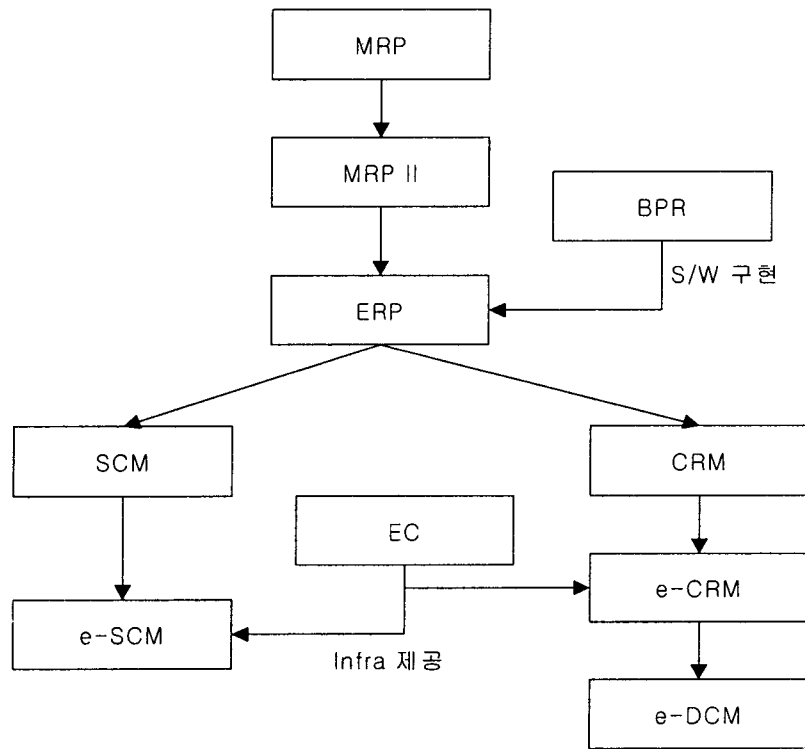 MRP
MRP II
BPR
S/W 구현
ERP
SCM
CRM
EC
e-CRM
e-SCM
Infra 제공
e-DCM